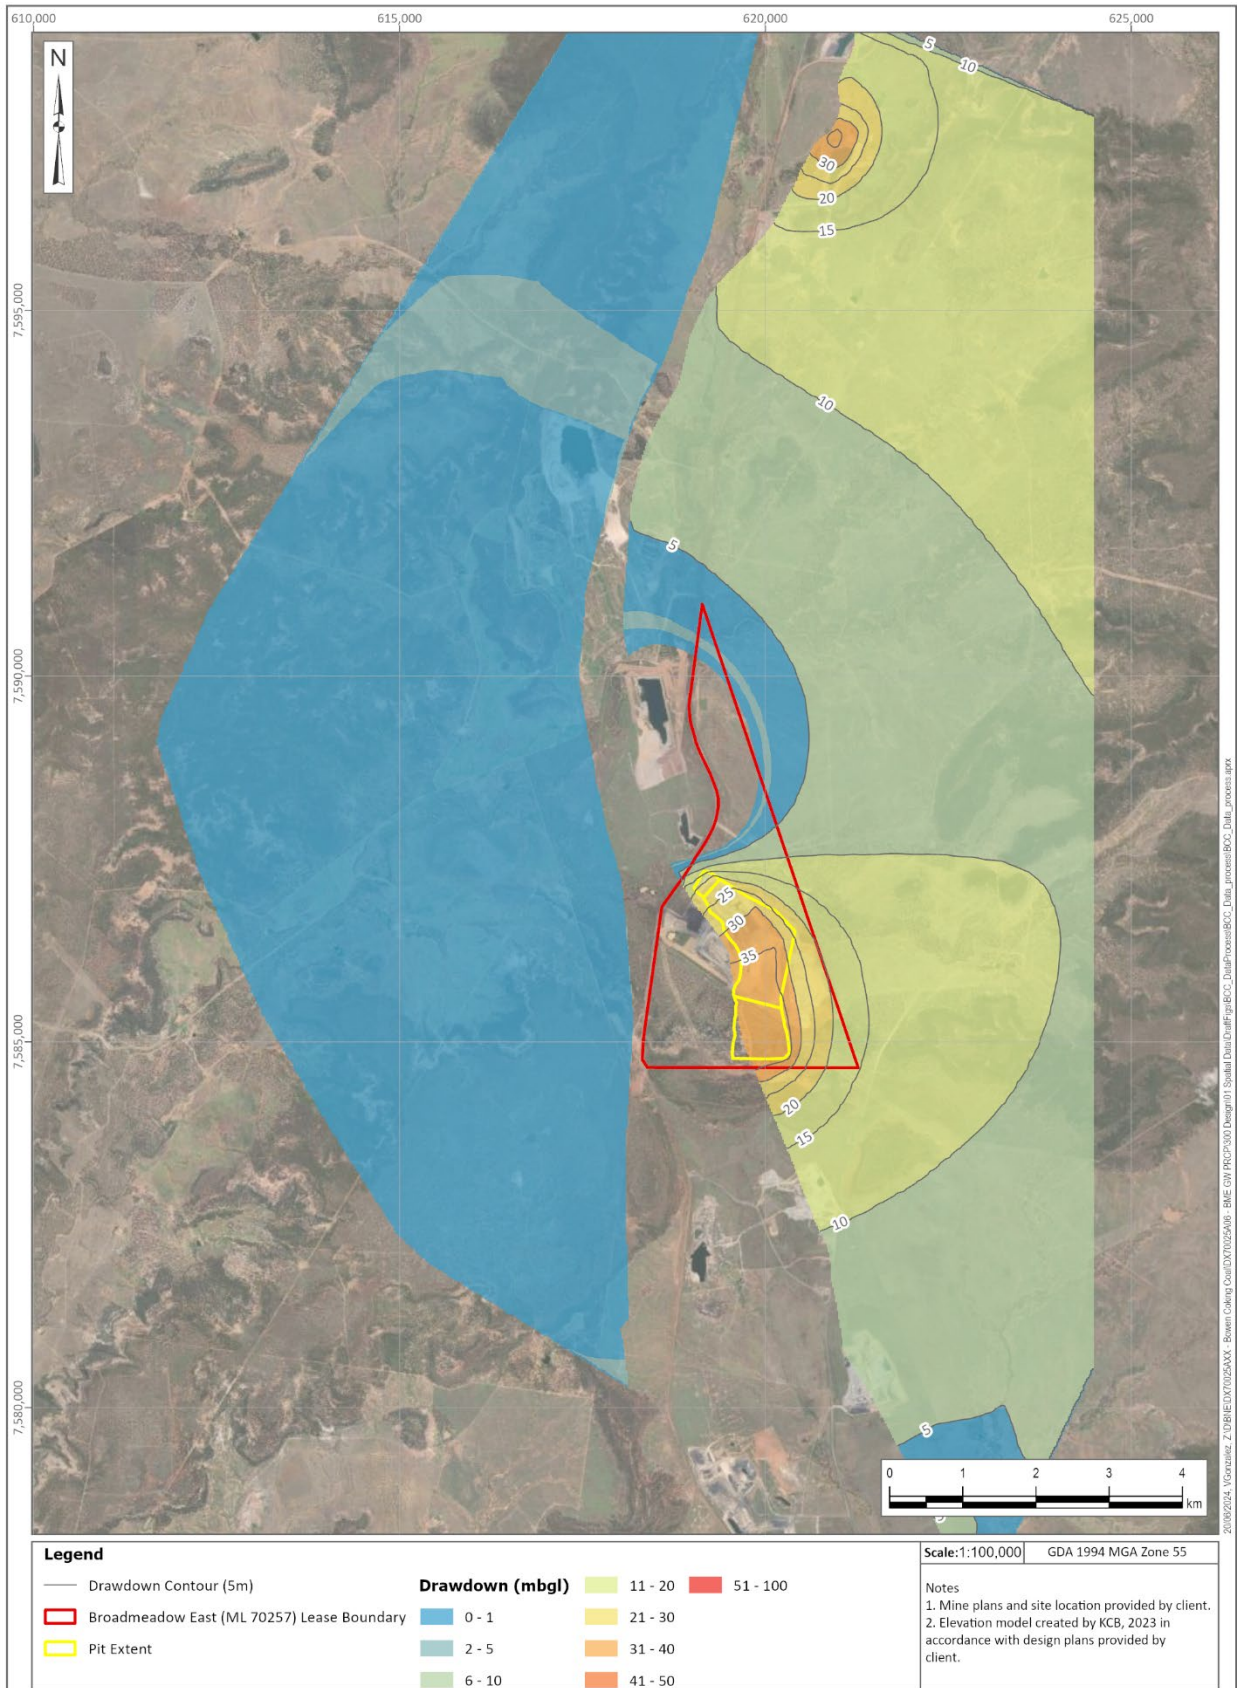 610,000
615,000
620,000
625,000
N
7,595,000
7,590,000
7,585,000
7,580,000
5
10
30
20
15
10
5
25
30
35
20
15
10
5
0 1 2 3 4
km
Legend
Drawdown Contour (5m)
Broadmeadow East (ML 70257) Lease Boundary
Pit Extent
Drawdown (mbgl)
0 - 1
2 - 5
6 - 10
11 - 20
21 - 30
31 - 40
41 - 50
51 - 100
Scale:1:100,000
GDA 1994 MGA Zone 55
Notes
1. Mine plans and site location provided by client.
2. Elevation model created by KCB, 2023 in
accordance with design plans provided by
client.